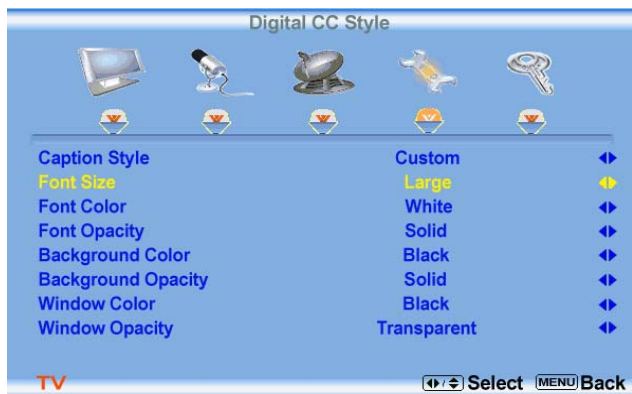 Digital CC Style
Caption Style Custom
Font Size Large
Font Color White
Font Opacity Solid
Background Color Black
Background Opacity Solid
Window Color Black
Window Opacity Transparent
TV / Select MENU Back